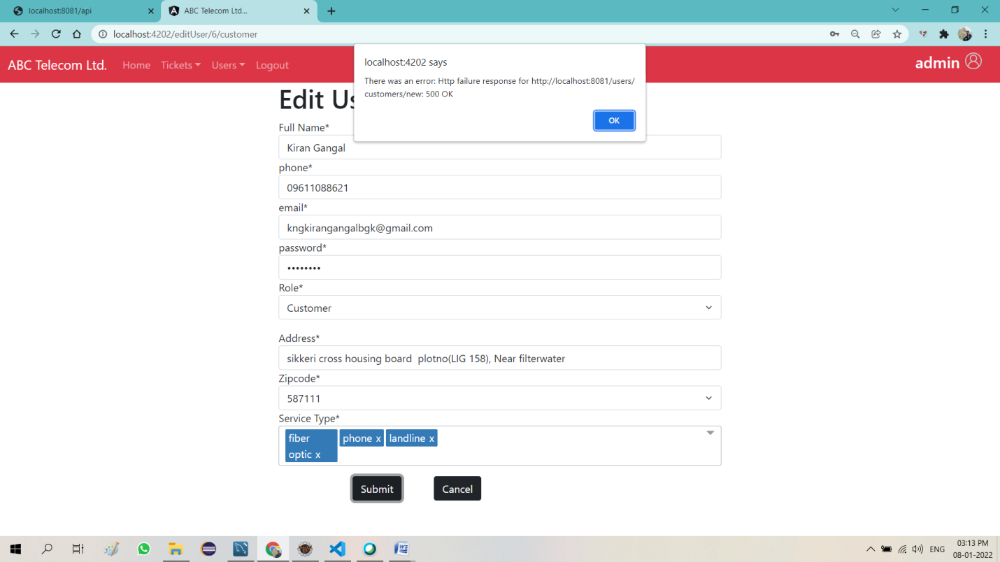 localhost:8081/api
ABC Telecom Ltd...
localhost:4202/editUser/6/customer
ABC Telecom Ltd. Home Tickets Users Logout
admin
localhost:4202 says
There was an error: Http failure response for http://localhost:8081/users/
customers/new: 500 OK
OK
Edit Us
Full Name*
Kiran Gangal
phone*
09611088621
email*
kngkirangangalbgk@gmail.com
password*
••••••••
Role*
Customer
Address*
sikkeri cross housing board  plotno(LIG 158), Near filterwater
Zipcode*
587111
Service Type*
fiber
optic x
phone x
landline x
Submit
Cancel
ENG
03:13 PM
08-01-2022